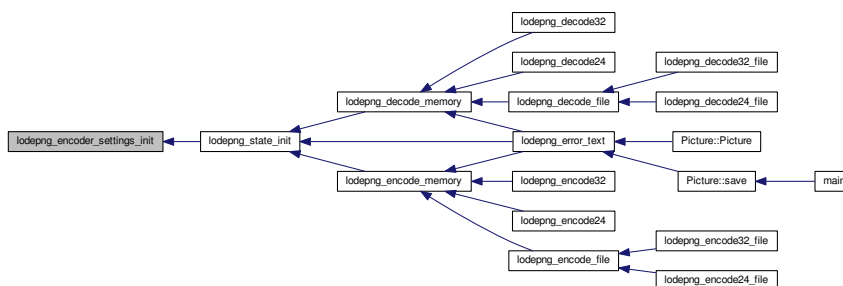 lodepng_decode32
lodepng_decode24
lodepng_decode32_file
lodepng_decode_memory
lodepng_decode_file
lodepng_decode24_file
lodepng_encoder_settings_init
lodepng_state_init
lodepng_error_text
Picture::Picture
lodepng_encode_memory
lodepng_encode32
Picture::save
main
lodepng_encode24
lodepng_encode32_file
lodepng_encode_file
lodepng_encode24_file